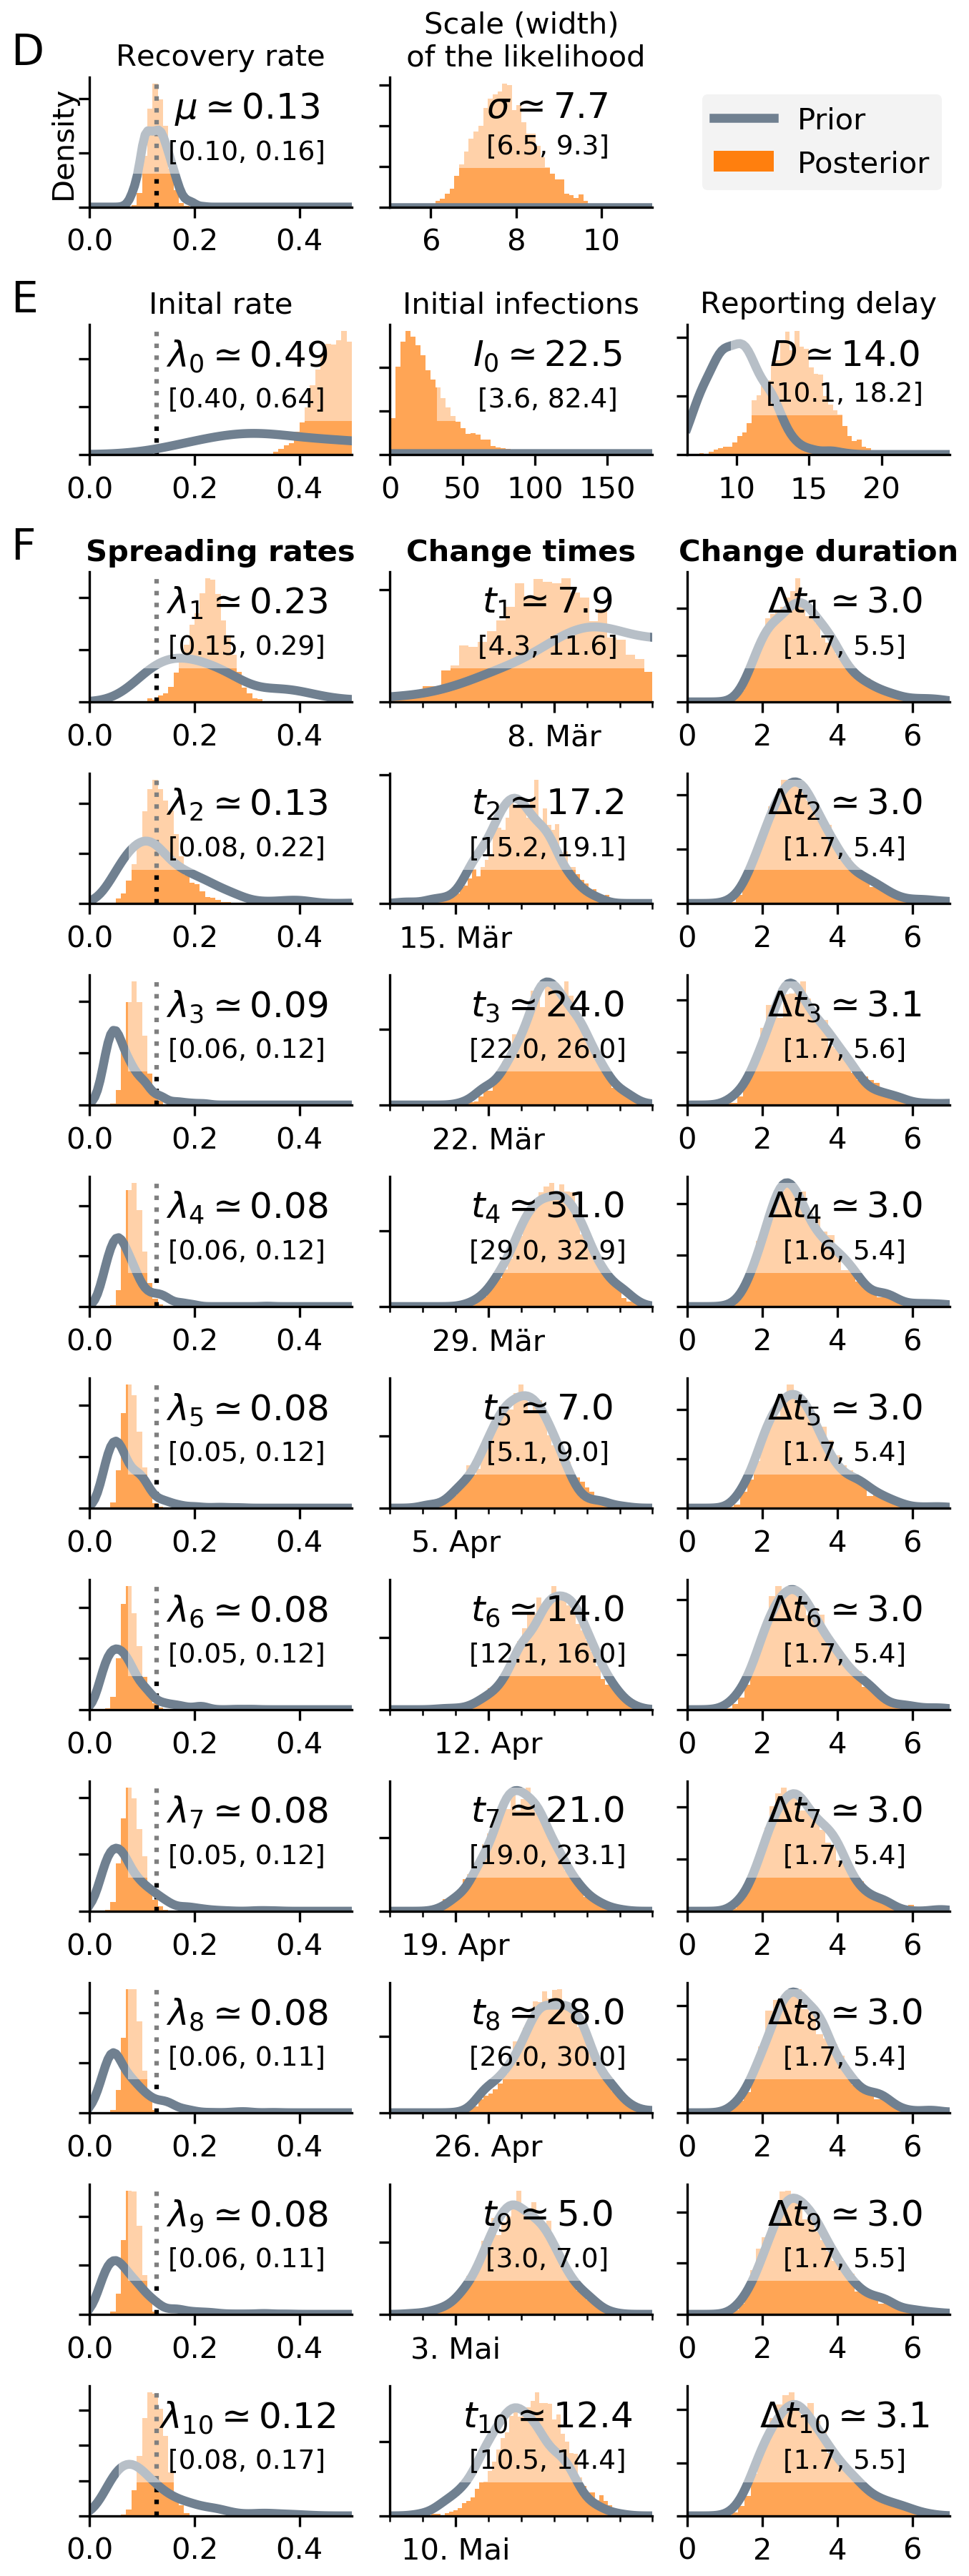 D
Recovery rate
Scale (width)
of the likelihood
Density
μ ≃ 0.13
[0.10, 0.16]
0.0 0.2 0.4
σ ≃ 7.7
[6.5, 9.3]
6 8 10
Prior
Posterior
E
Inital rate
Initial infections
Reporting delay
λ0 ≃ 0.49
[0.40, 0.64]
0.0 0.2 0.4
I0 ≃ 22.5
[3.6, 82.4]
0 50 100 150
D ≃ 14.0
[10.1, 18.2]
10 15 20
F
Spreading rates
Change times
Change duration
λ1 ≃ 0.23
[0.15, 0.29]
0.0 0.2 0.4
t1 ≃ 7.9
[4.3, 11.6]
8. Mär
Δt1 ≃ 3.0
[1.7, 5.5]
0 2 4 6
λ2 ≃ 0.13
[0.08, 0.22]
0.0 0.2 0.4
t2 ≃ 17.2
[15.2, 19.1]
15. Mär
Δt2 ≃ 3.0
[1.7, 5.4]
0 2 4 6
λ3 ≃ 0.09
[0.06, 0.12]
0.0 0.2 0.4
t3 ≃ 24.0
[22.0, 26.0]
22. Mär
Δt3 ≃ 3.1
[1.7, 5.6]
0 2 4 6
λ4 ≃ 0.08
[0.06, 0.12]
0.0 0.2 0.4
t4 ≃ 31.0
[29.0, 32.9]
29. Mär
Δt4 ≃ 3.0
[1.6, 5.4]
0 2 4 6
λ5 ≃ 0.08
[0.05, 0.12]
0.0 0.2 0.4
t5 ≃ 7.0
[5.1, 9.0]
5. Apr
Δt5 ≃ 3.0
[1.7, 5.4]
0 2 4 6
λ6 ≃ 0.08
[0.05, 0.12]
0.0 0.2 0.4
t6 ≃ 14.0
[12.1, 16.0]
12. Apr
Δt6 ≃ 3.0
[1.7, 5.4]
0 2 4 6
λ7 ≃ 0.08
[0.05, 0.12]
0.0 0.2 0.4
t7 ≃ 21.0
[19.0, 23.1]
19. Apr
Δt7 ≃ 3.0
[1.7, 5.4]
0 2 4 6
λ8 ≃ 0.08
[0.06, 0.11]
0.0 0.2 0.4
t8 ≃ 28.0
[26.0, 30.0]
26. Apr
Δt8 ≃ 3.0
[1.7, 5.4]
0 2 4 6
λ9 ≃ 0.08
[0.06, 0.11]
0.0 0.2 0.4
t9 ≃ 5.0
[3.0, 7.0]
3. Mai
Δt9 ≃ 3.0
[1.7, 5.5]
0 2 4 6
λ10 ≃ 0.12
[0.08, 0.17]
0.0 0.2 0.4
t10 ≃ 12.4
[10.5, 14.4]
10. Mai
Δt10 ≃ 3.1
[1.7, 5.5]
0 2 4 6